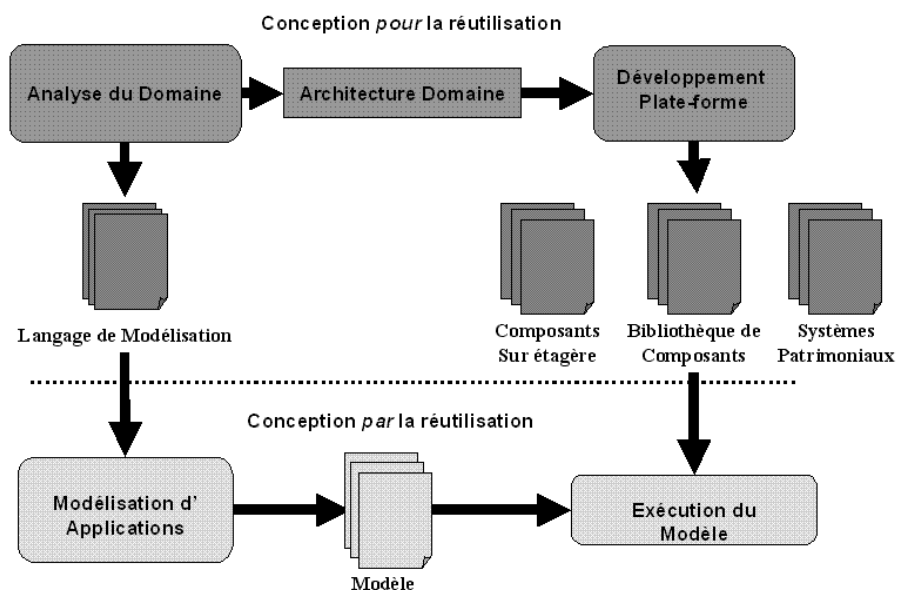 Conception pour la réutilisation
Analyse du Domaine
Architecture Domaine
Développement
Plate-forme
Langage de Modélisation
Composants
Sur étagère
Bibliothèque de
Composants
Systèmes
Patrimoniaux
Conception par la réutilisation
Modélisation d'
Applications
Modèle
Exécution du
Modèle